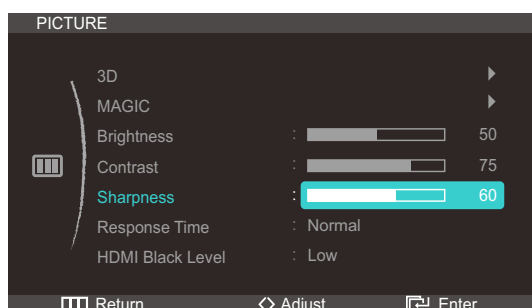 PICTURE
3D
MAGIC
Brightness : 50
Contrast : 75
Sharpness : 60
Response Time : Normal
HDMI Black Level : Low
Return Adjust Enter